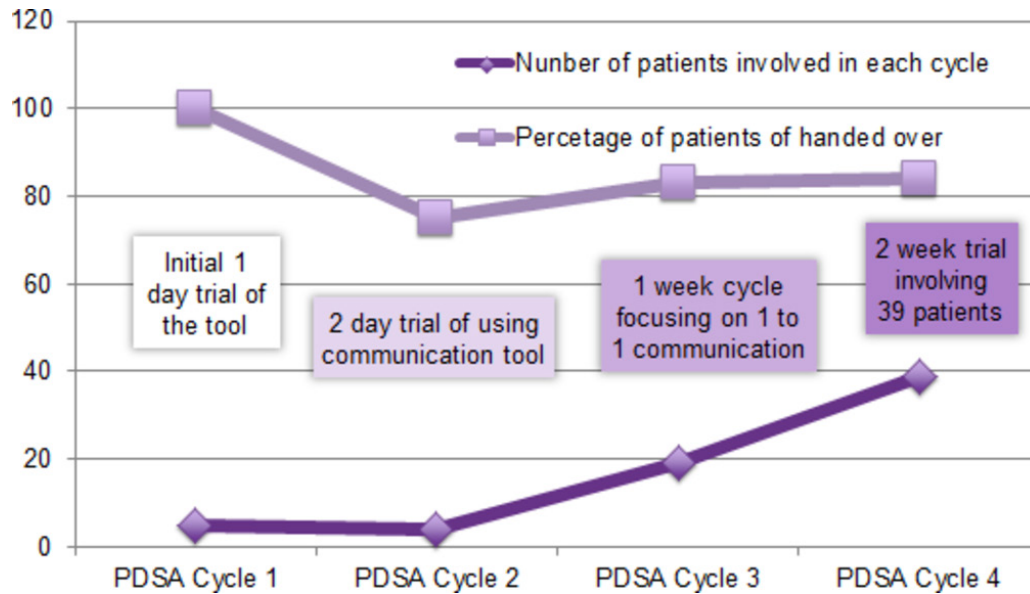 120
100
80
60
40
20
0
Nunber of patients involved in each cycle
Percetage of patients of handed over
Initial 1
day trial of
the tool
2 day trial of using
communication tool
1 week cycle
focusing on 1 to
1 communication
2 week trial
involving
39 patients
PDSA Cycle 1
PDSA Cycle 2
PDSA Cycle 3
PDSA Cycle 4